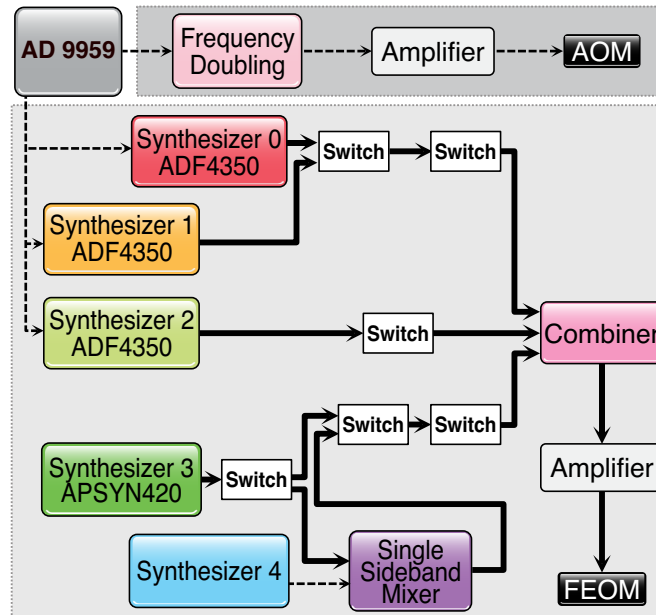 AD 9959
Frequency
Doubling
Amplifier
AOM
Synthesizer 0
ADF4350
Switch
Switch
Synthesizer 1
ADF4350
Synthesizer 2
ADF4350
Switch
Combiner
Switch
Switch
Synthesizer 3
APSYN420
Switch
Amplifier
Synthesizer 4
Single
Sideband
Mixer
FEOM